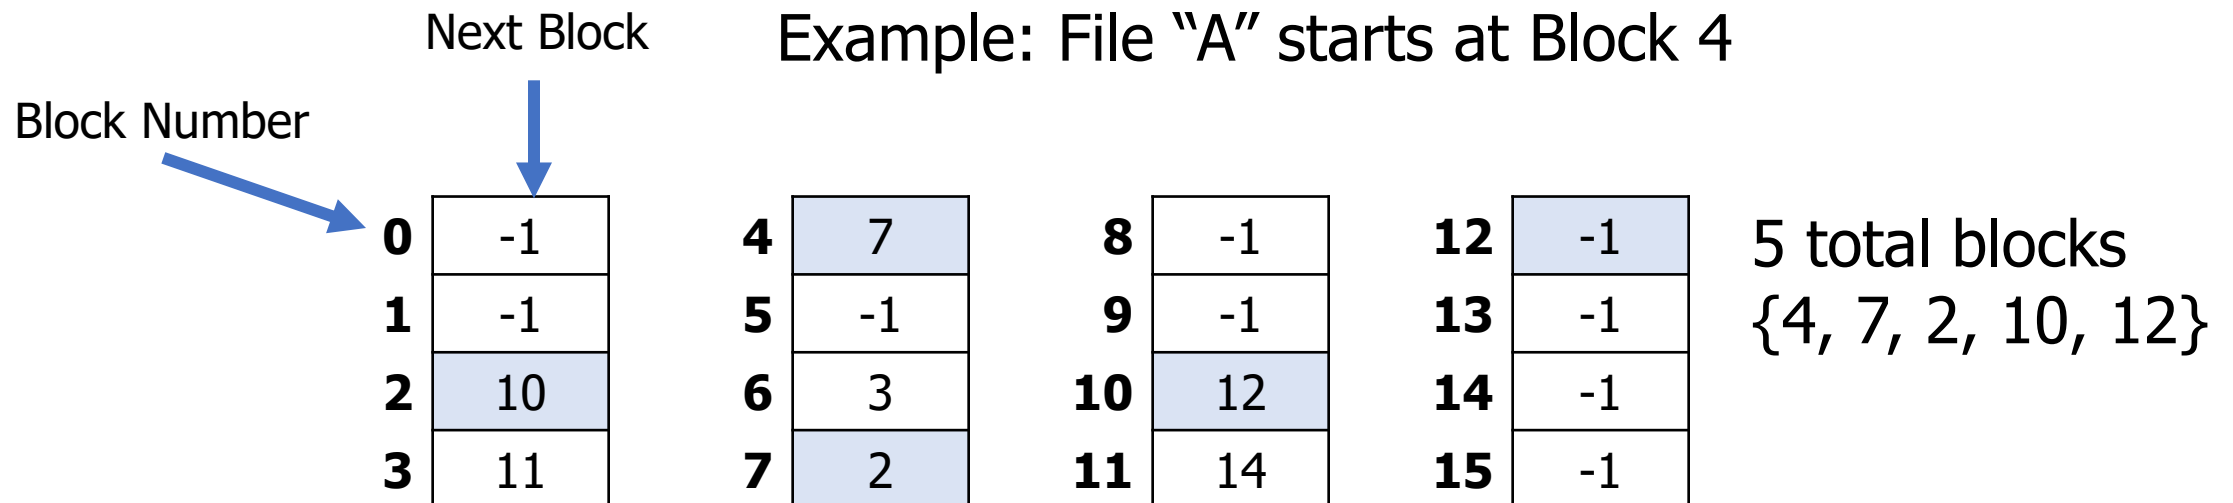 Next Block
Example: File “A” starts at Block 4
Block Number
0 -1 4 7 8 -1 12 -1
1 -1 5 -1 9 -1 13 -1
2 10 6 3 10 12 14 -1
3 11 7 2 11 14 15 -1
5 total blocks
{4, 7, 2, 10, 12}